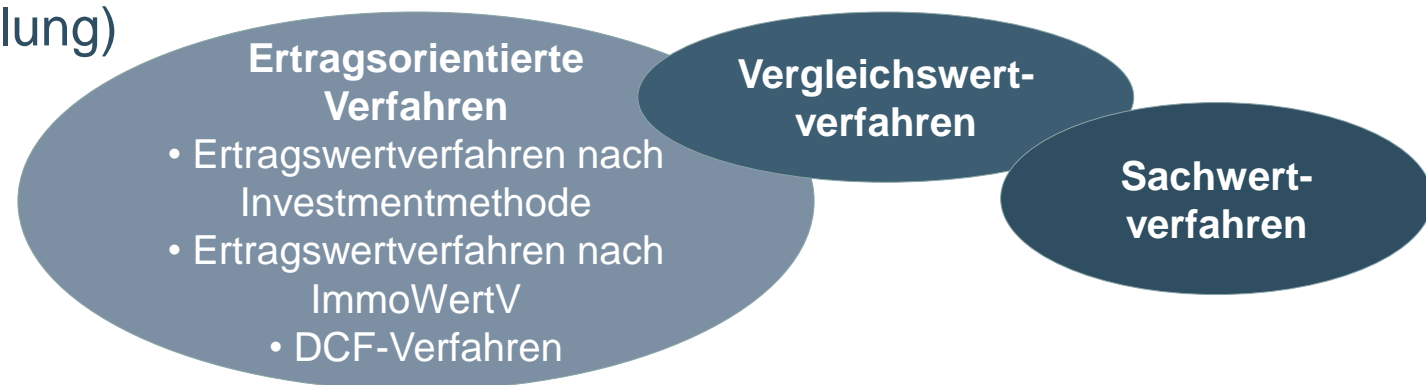 lung)
Ertragsorientierte
Verfahren
• Ertragswertverfahren nach
Investmentmethode
• Ertragswertverfahren nach
ImmoWertV
• DCF-Verfahren
Vergleichswert-
verfahren
Sachwert-
verfahren